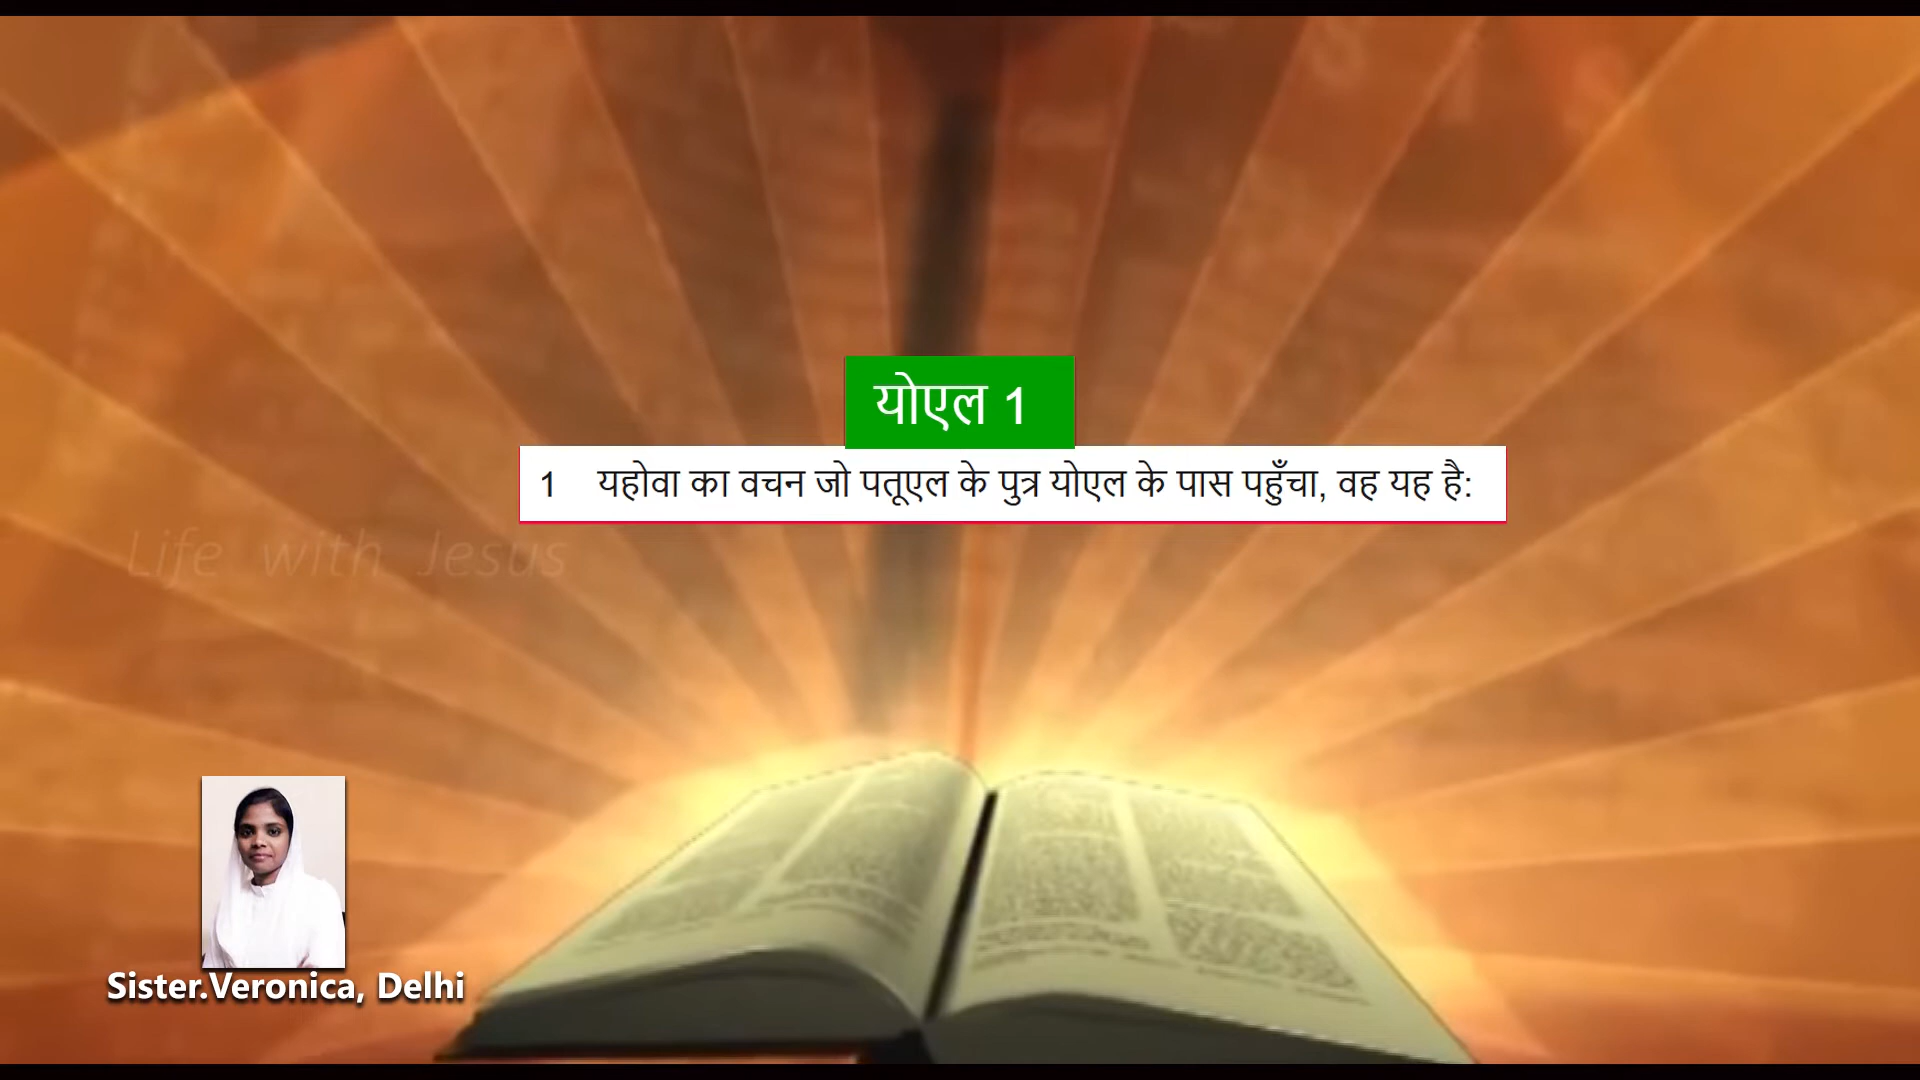 योएल 1
1 यहोवा का वचन जो पतूएल के पुत्र योएल के पास पहुँचा, वह यह है:
Life with Jesus
Sister.Veronica, Delhi